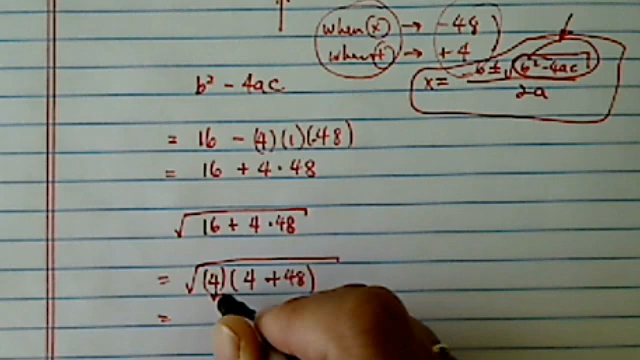 when (x) → -48
when (+) → +4
x = -b ± √b² - 4ac / 2a
b² - 4ac
= 16 - (4)(1)(-48)
= 16 + 4 · 48
√16 + 4 · 48
= √(4)(4 + 48)
=